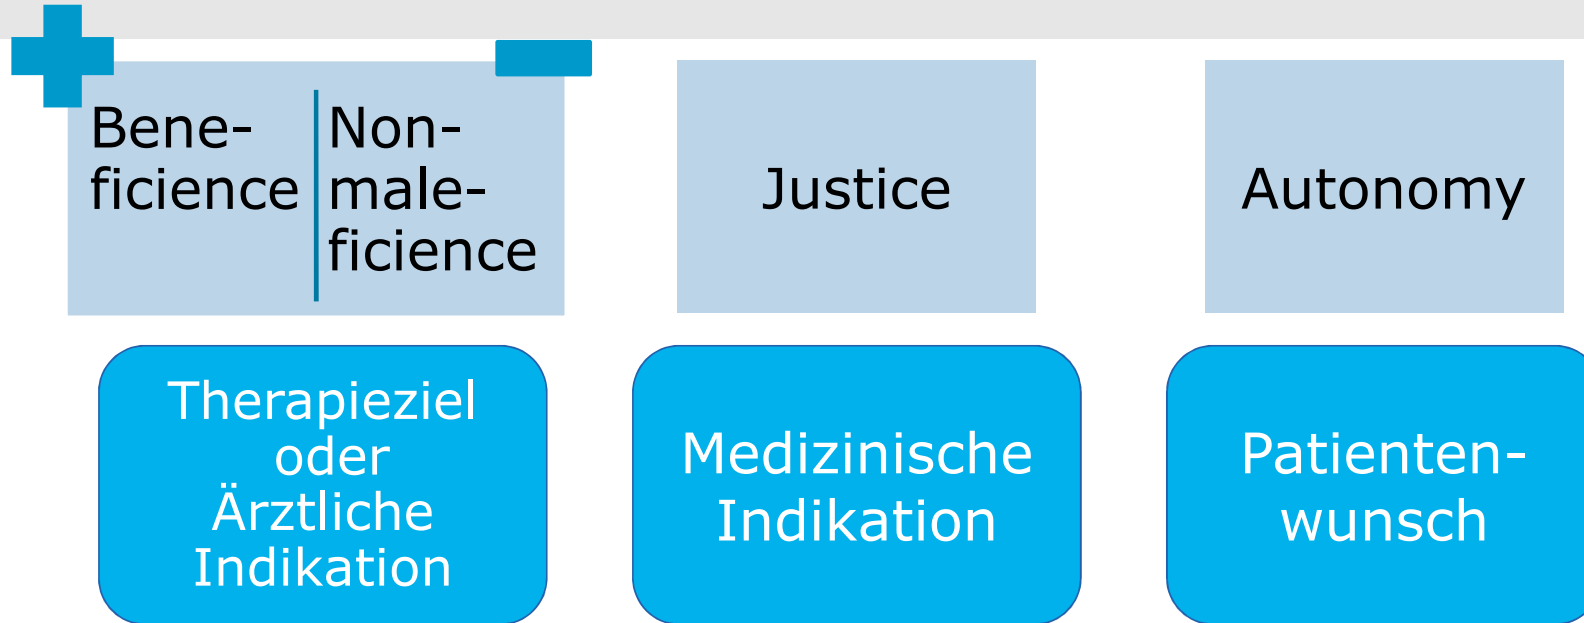 Bene-
ficience
Non-
male-
ficience
Justice
Autonomy
Therapieziel
oder
Ärztliche
Indikation
Medizinische
Indikation
Patienten-
wunsch